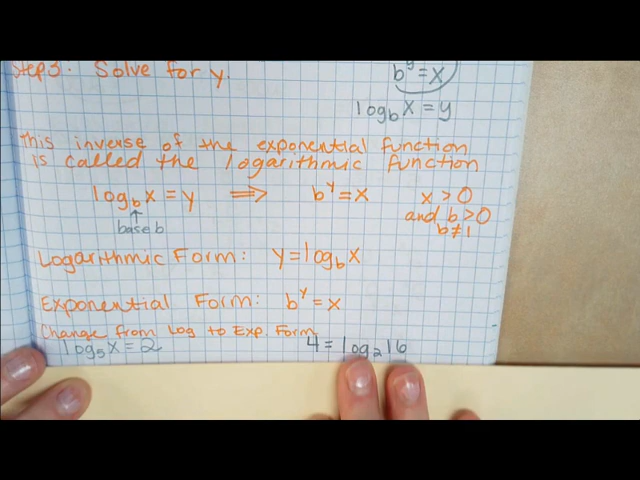 Step 3. Solve for y.
b^y = x
log_b x = y
This inverse of the exponential function
is called the logarithmic function
log_b x = y ⟹ b^y = x x > 0
and b > 0
b ≠ 1
↑
base b
Logarithmic Form: y = log_b x
Exponential Form: b^y = x
Change from Log to Exp. Form
log_5 x = 2 4 = log_2 16